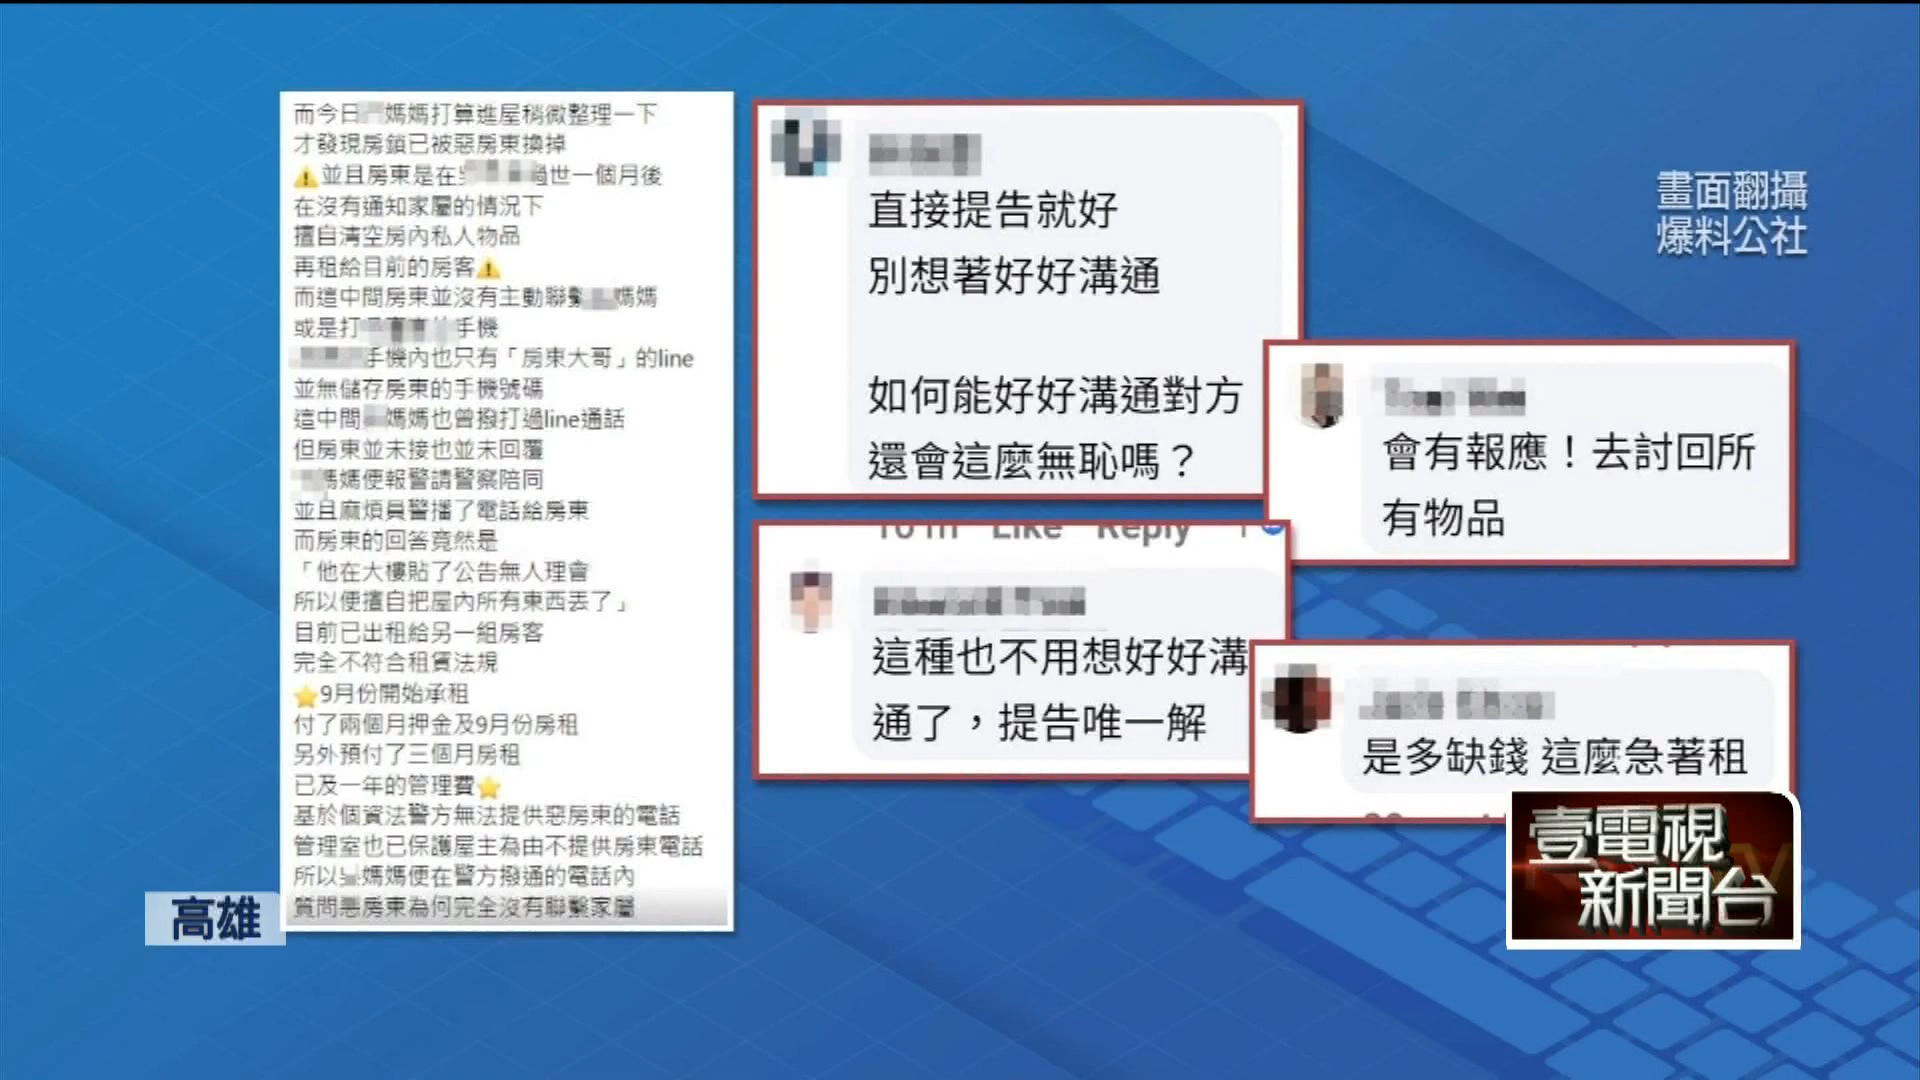 而今日媽媽打算進屋稍微整理一下
才發現房鎖已被惡房東換掉
⚠️並且房東是在過世一個月後
在沒有通知家屬的情況下
擅自清空房內私人物品
再租給目前的房客⚠️
而這中間房東並沒有主動聯繫媽媽
或是打手機
手機內也只有「房東大哥」的line
並無儲存房東的手機號碼
這中間媽媽也曾撥打過line通話
但房東並未接也並未回覆
媽媽便報警請警察陪同
並且麻煩員警播了電話給房東
而房東的回答竟然是
「他在大樓貼了公告無人理會
所以便擅自把屋內所有東西丟了」
目前已出租給另一組房客
完全不符合租賃法規
⭐9月份開始承租
付了兩個月押金及9月份房租
另外預付了三個月房租
已及一年的管理費⭐
基於個資法警方無法提供惡房東的電話
管理室也已保護屋主為由不提供房東電話
所以媽媽便在警方撥通的電話內
質問惡房東為何完全沒有聯繫家屬
直接提告就好
別想著好好溝通
如何能好好溝通對方
還會這麼無恥嗎？
會有報應！去討回所
有物品
10m Like Reply
這種也不用想好好溝
通了，提告唯一解
是多缺錢 這麼急著租
畫面翻攝
爆料公社
高雄
壹電視
新聞台